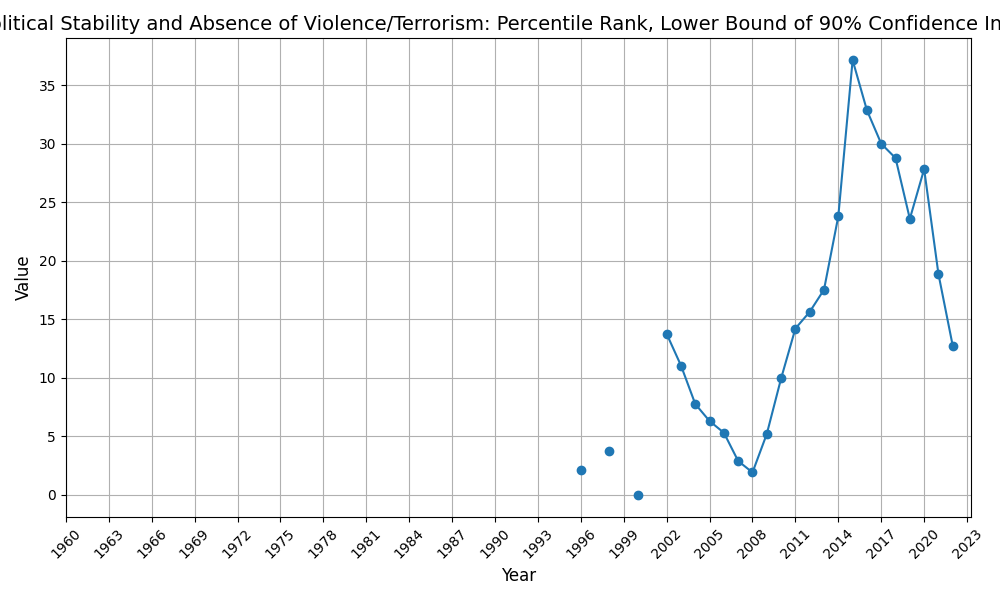 litical Stability and Absence of Violence/Terrorism: Percentile Rank, Lower Bound of 90% Confidence In
35
30
25
20
15
10
5
0
Value
1960 1963 1966 1969 1972 1975 1978 1981 1984 1987 1990 1993 1996 1999 2002 2005 2008 2011 2014 2017 2020 2023
Year